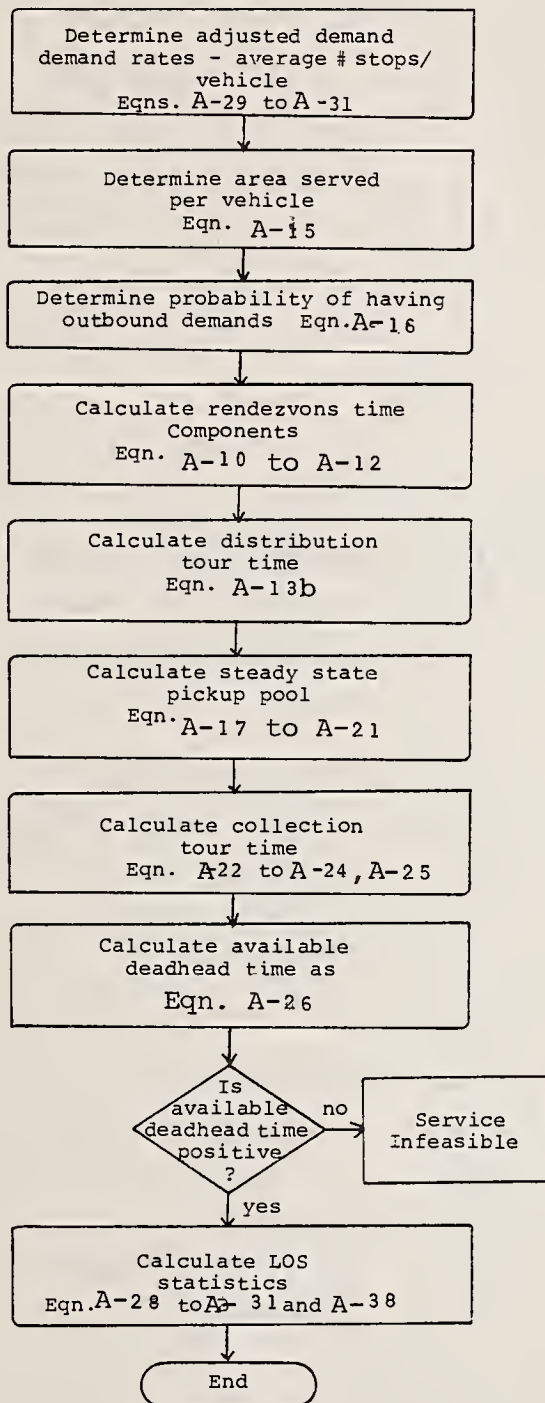 Determine adjusted demand
demand rates - average # stops/
vehicle
Eqns. A-29 to A-31
Determine area served
per vehicle
Eqn. A-15
Determine probability of having
outbound demands Eqn.A-16
Calculate rendezvons time
Components
Eqn. A-10 to A-12
Calculate distribution
tour time
Eqn. A-13b
Calculate steady state
pickup pool
Eqn. A-17 to A-21
Calculate collection
tour time
Eqn. A-22 to A-24, A-25
Calculate available
deadhead time as
Eqn. A-26
Is
available
deadhead time
positive
?
no
Service
Infeasible
yes
Calculate LOS
statistics
Eqn.A-28 to A-31 and A-38
End